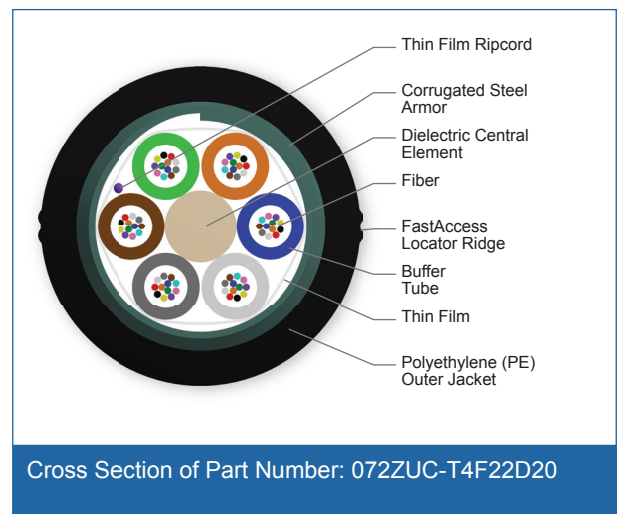 Thin Film Ripcord
Corrugated Steel
Armor
Dielectric Central
Element
Fiber
FastAccess
Locator Ridge
Buffer
Tube
Thin Film
Polyethylene (PE)
Outer Jacket
Cross Section of Part Number: 072ZUC-T4F22D20